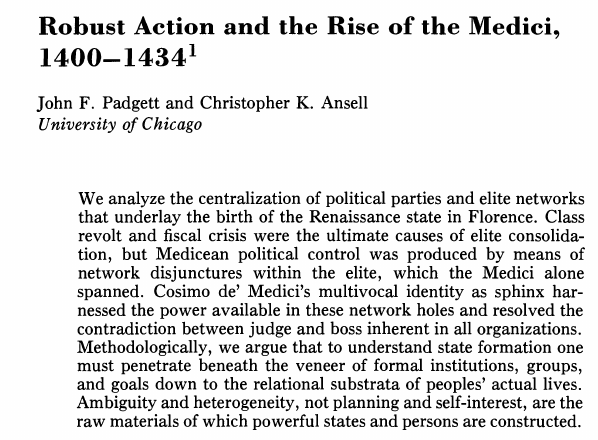 Robust Action and the Rise of the Medici,
1400–1434¹
John F. Padgett and Christopher K. Ansell
University of Chicago
We analyze the centralization of political parties and elite networks
that underlay the birth of the Renaissance state in Florence. Class
revolt and fiscal crisis were the ultimate causes of elite consolida-
tion, but Medicean political control was produced by means of
network disjunctures within the elite, which the Medici alone
spanned. Cosimo de' Medici's multivocal identity as sphinx har-
nessed the power available in these network holes and resolved the
contradiction between judge and boss inherent in all organizations.
Methodologically, we argue that to understand state formation one
must penetrate beneath the veneer of formal institutions, groups,
and goals down to the relational substrata of peoples' actual lives.
Ambiguity and heterogeneity, not planning and self-interest, are the
raw materials of which powerful states and persons are constructed.